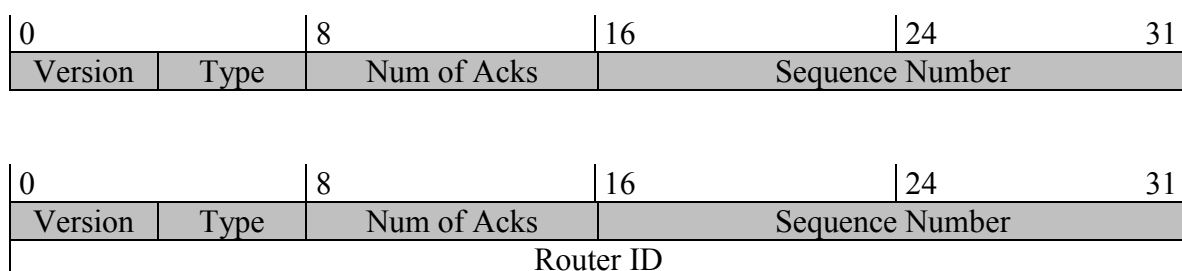 0 8 16 24 31
Version Type Num of Acks Sequence Number
0 8 16 24 31
Version Type Num of Acks Sequence Number
Router ID